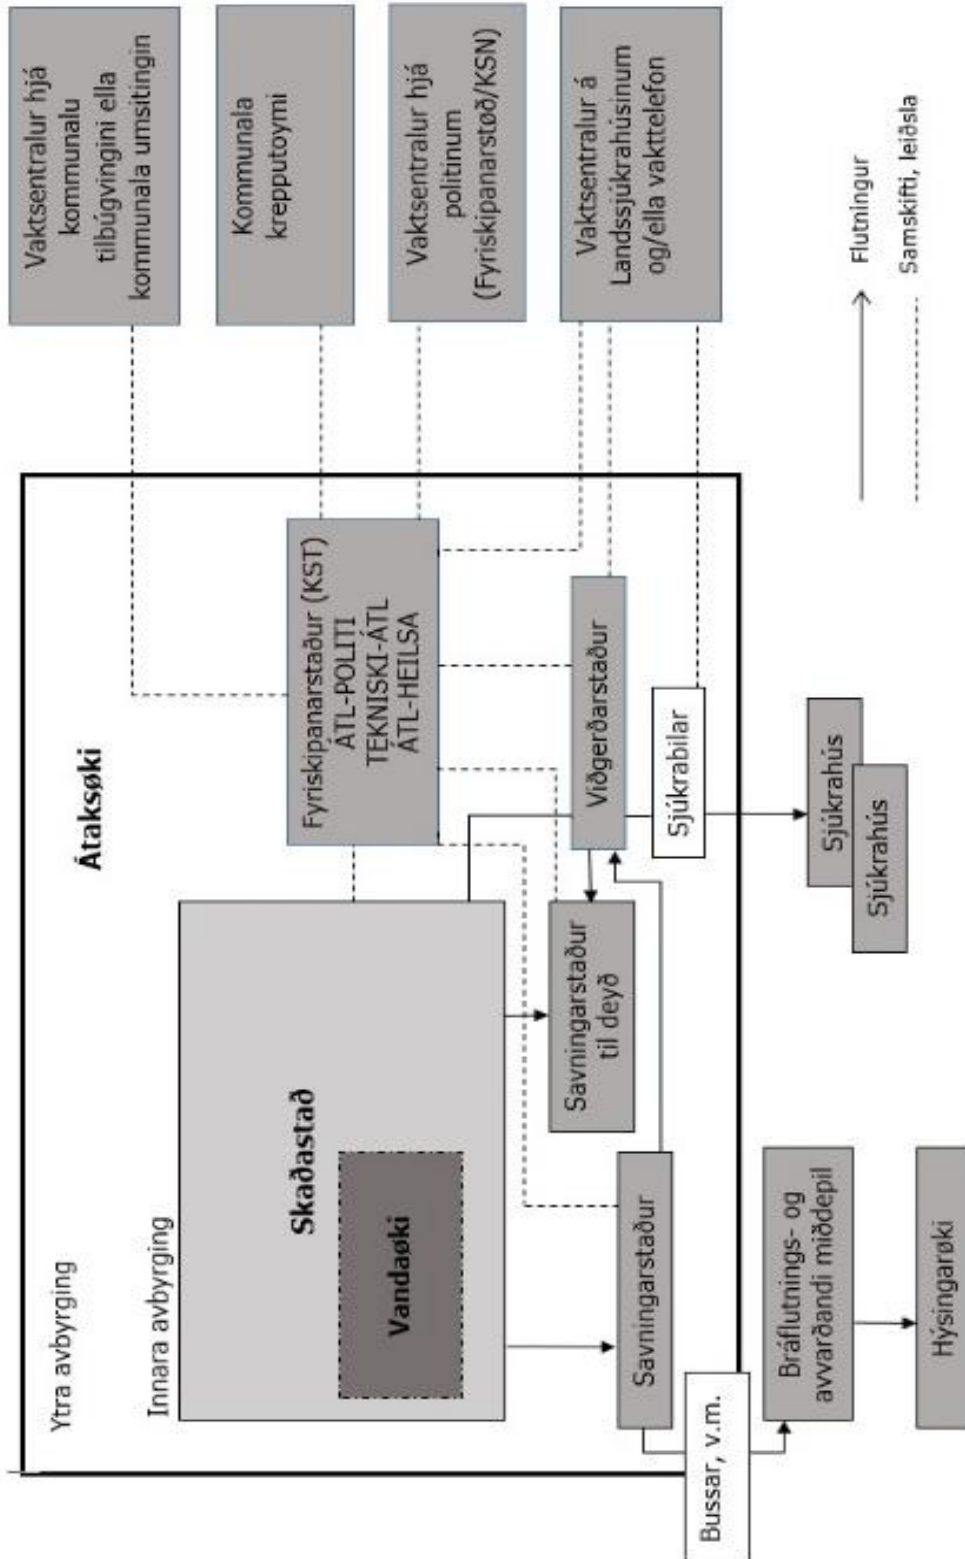 Ytra avbyrging
Átaksøki
Innara avbyrging
Skaðastað
Vandaøki
Fyriskipanarstaður (KST)
ÁTL-POLITI
TEKNISKI-ÁTL
ÁTL-HEILSA
Savningarstaður
Savningarstaður
til deyð
Viðgerðarstaður
Sjúkrabilar
Bussar, v.m.
Bráflutnings- og
avvarðandi miðdepil
Hýsingarøki
Sjúkrahús
Sjúkrahús
Vaktsentralur hjá
kommunalu
tilbúgvingini ella
kommunala umsitingin
Kommunala
kreppútoymi
Vaktsentralur hjá
politinum
(Fyriskipanarstøð/KSN)
Vaktsentralur á
Landssjúkrahúsinum
og/ella vakttelefon
Flutningur
Samskifti, leiðsla